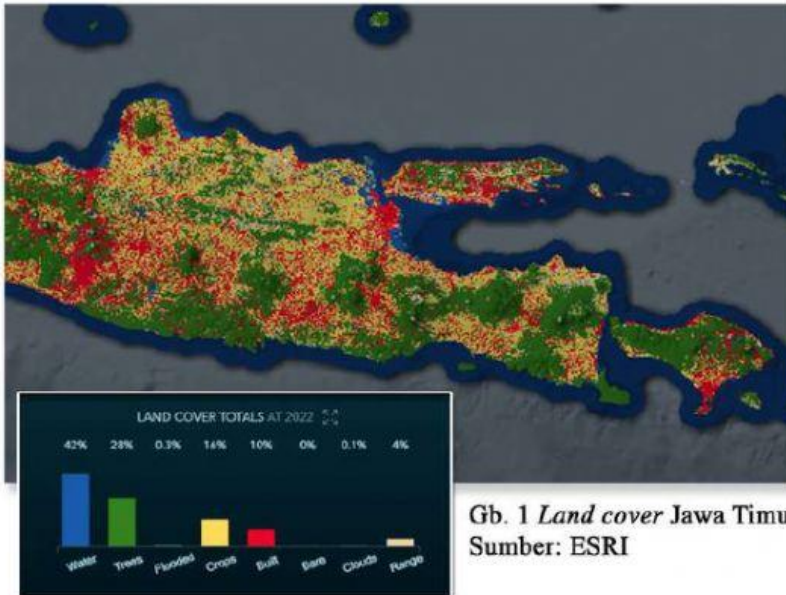 LAND COVER TOTALS AT 2022
42% 28% 0.3% 16% 10% 0% 0.1% 4%
Water Trees Flooded Crops Built Bare Clouds Range
Gb. 1 Land cover Jawa Timu
Sumber: ESRI